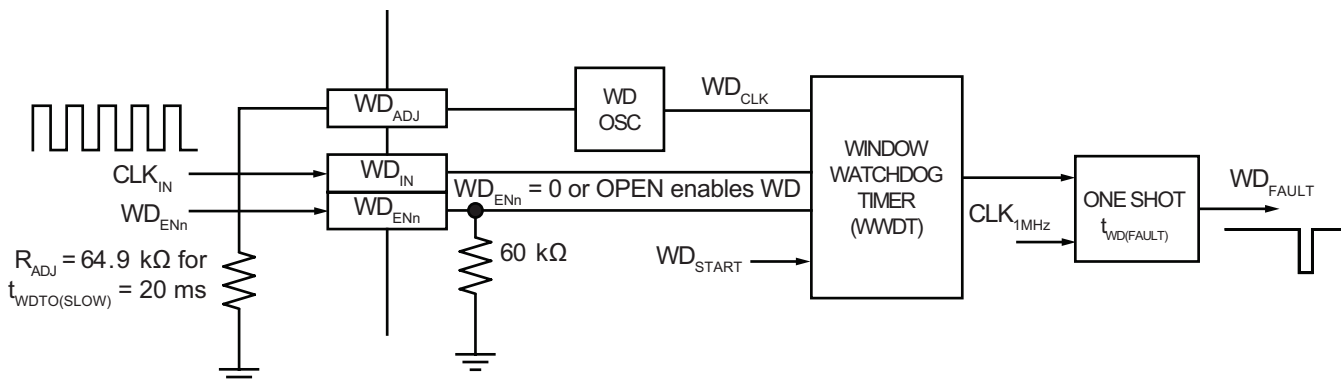 WD_ADJ
WD
OSC
WD_CLK
WINDOW
WATCHDOG
TIMER
(WWDT)
CLK_IN
WD_IN
WD_ENn = 0 or OPEN enables WD
WD_ENn
WD_ENn
ONE SHOT
t_WD(FAULT)
WD_FAULT
CLK_1MHz
R_ADJ = 64.9 kΩ for
t_WDTO(SLOW) = 20 ms
60 kΩ
WD_START